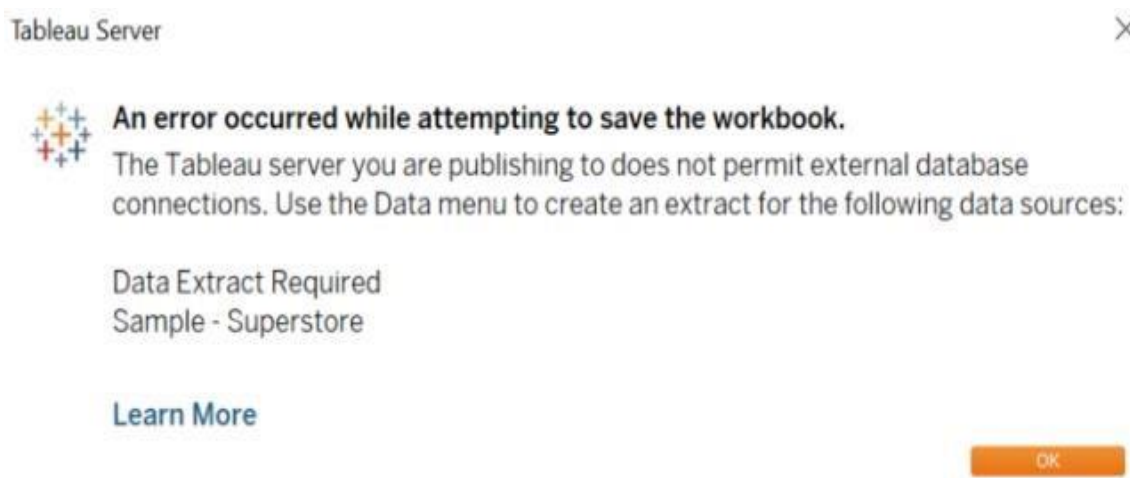 Tableau Server
An error occurred while attempting to save the workbook.
The Tableau server you are publishing to does not permit external database
connections. Use the Data menu to create an extract for the following data sources:
Data Extract Required
Sample - Superstore
Learn More
OK